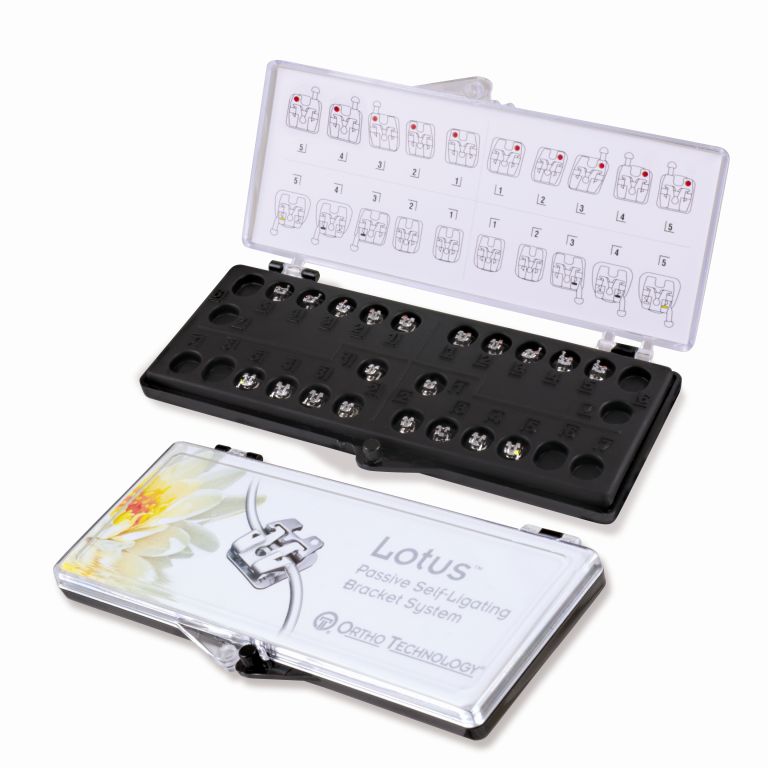 5 4 3 2 1 1 2 3 4 5
5 4 3 2 1 1 2 3 4 5
Lotus™
Passive Self-Ligating
Bracket System
ORTHO TECHNOLOGY®